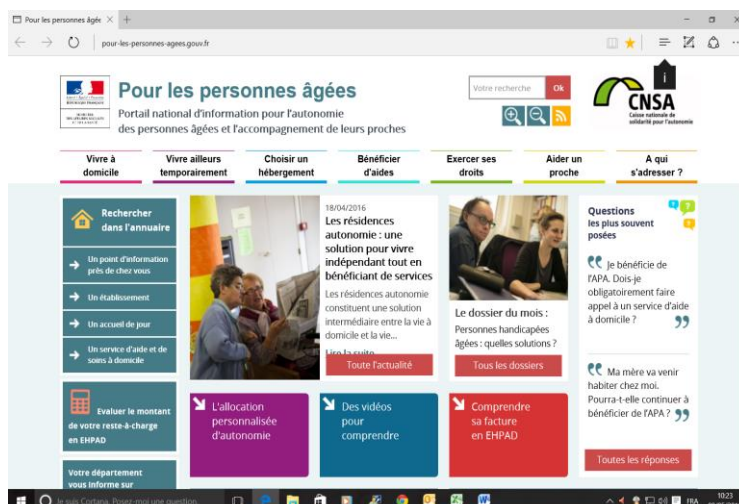 Pour les personnes âgée
pour-les-personnes-agees.gouv.fr
Pour les personnes âgées
Portail national d'information pour l'autonomie
des personnes âgées et l'accompagnement de leurs proches
Votre recherche
Ok
CNSA
Caisse nationale de
solidarité pour l'autonomie
Vivre à
domicile
Vivre ailleurs
temporairement
Choisir un
hébergement
Bénéficier
d'aides
Exercer ses
droits
Aider un
proche
A qui
s'adresser ?
Rechercher
dans l'annuaire
Un point d'information
près de chez vous
Un établissement
Un accueil de jour
Un service d'aide et de
soins à domicile
Evaluer le montant
de votre reste-à-charge
en EHPAD
Votre département
vous informe sur
18/04/2016
Les résidences
autonomie : une
solution pour vivre
indépendant tout en
bénéficiant de services
Les résidences autonomie
constituent une solution
intermédiaire entre la vie à
domicile et la vie...
Lire la suite
Toute l'actualité
Le dossier du mois :
Personnes handicapées
âgées : quelles solutions ?
Tous les dossiers
Questions
les plus souvent
posées
Je bénéficie de
l'APA. Dois-je
obligatoirement faire
appel à un service d'aide
à domicile ?
Ma mère va venir
habiter chez moi.
Pourra-t-elle continuer à
bénéficier de l'APA ?
Toutes les réponses
L'allocation
personnalisée
d'autonomie
Des vidéos
pour
comprendre
Comprendre
sa facture
en EHPAD
Je suis Cortana. Posez-moi une question.
FRA
10:23